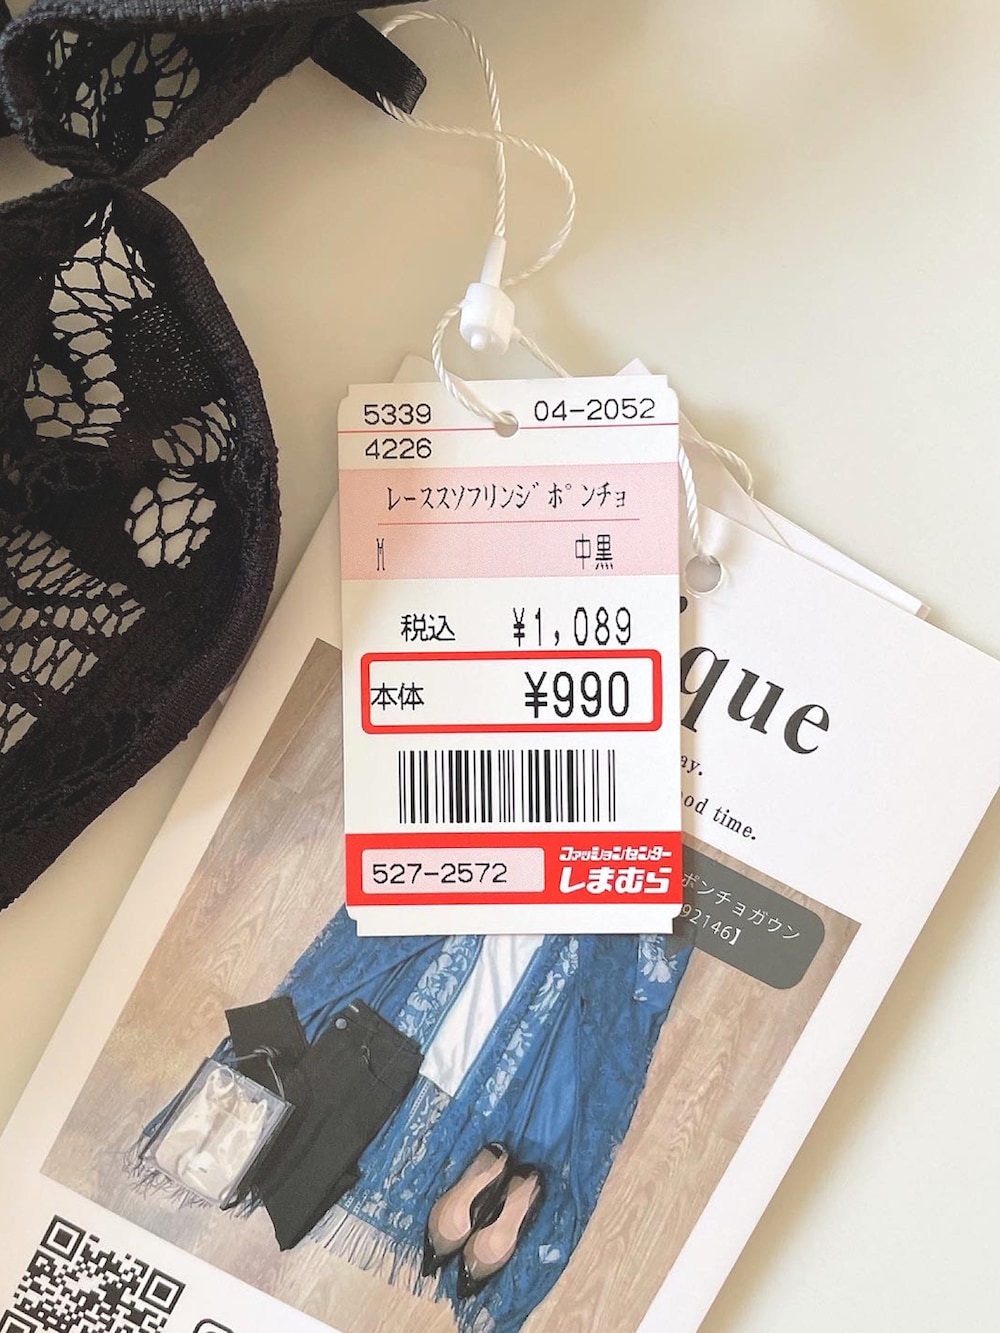 5339 04-2052
4226
レーススソフリンジポンチョ
M 中黒
税込 ¥1,089
本体 ¥990
527-2572 ファッションセンター
しまむら
que
ay.
ood time.
ポンチョガウン
92146】